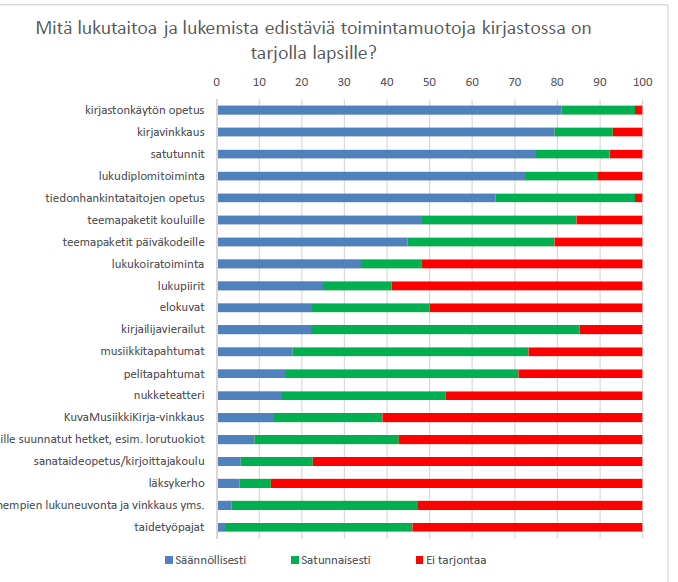 Mitä lukutaitoa ja lukemista edistäviä toimintamuotoja kirjastossa on
tarjolla lapsille?
0 10 20 30 40 50 60 70 80 90 100
kirjastonkäytön opetus
kirjavinkkaus
satutunnit
lukudiplomitoiminta
tiedonhankintataitojen opetus
teemapaketit kouluille
teemapaketit päiväkodeille
lukukoiratoiminta
lukupiirit
elokuvat
kirjailijavierailut
musiikkitapahtumat
pelitapahtumat
nukketeatteri
KuvaMusiikkiKirja-vinkkaus
ille suunnatut hetket, esim. lorutuokiot
sanataideopetus/kirjoittajakoulu
läksykerho
hempien lukuneuvonta ja vinkkaus yms.
taidetyöpajat
Säännöllisesti Satunnaisesti Ei tarjontaa